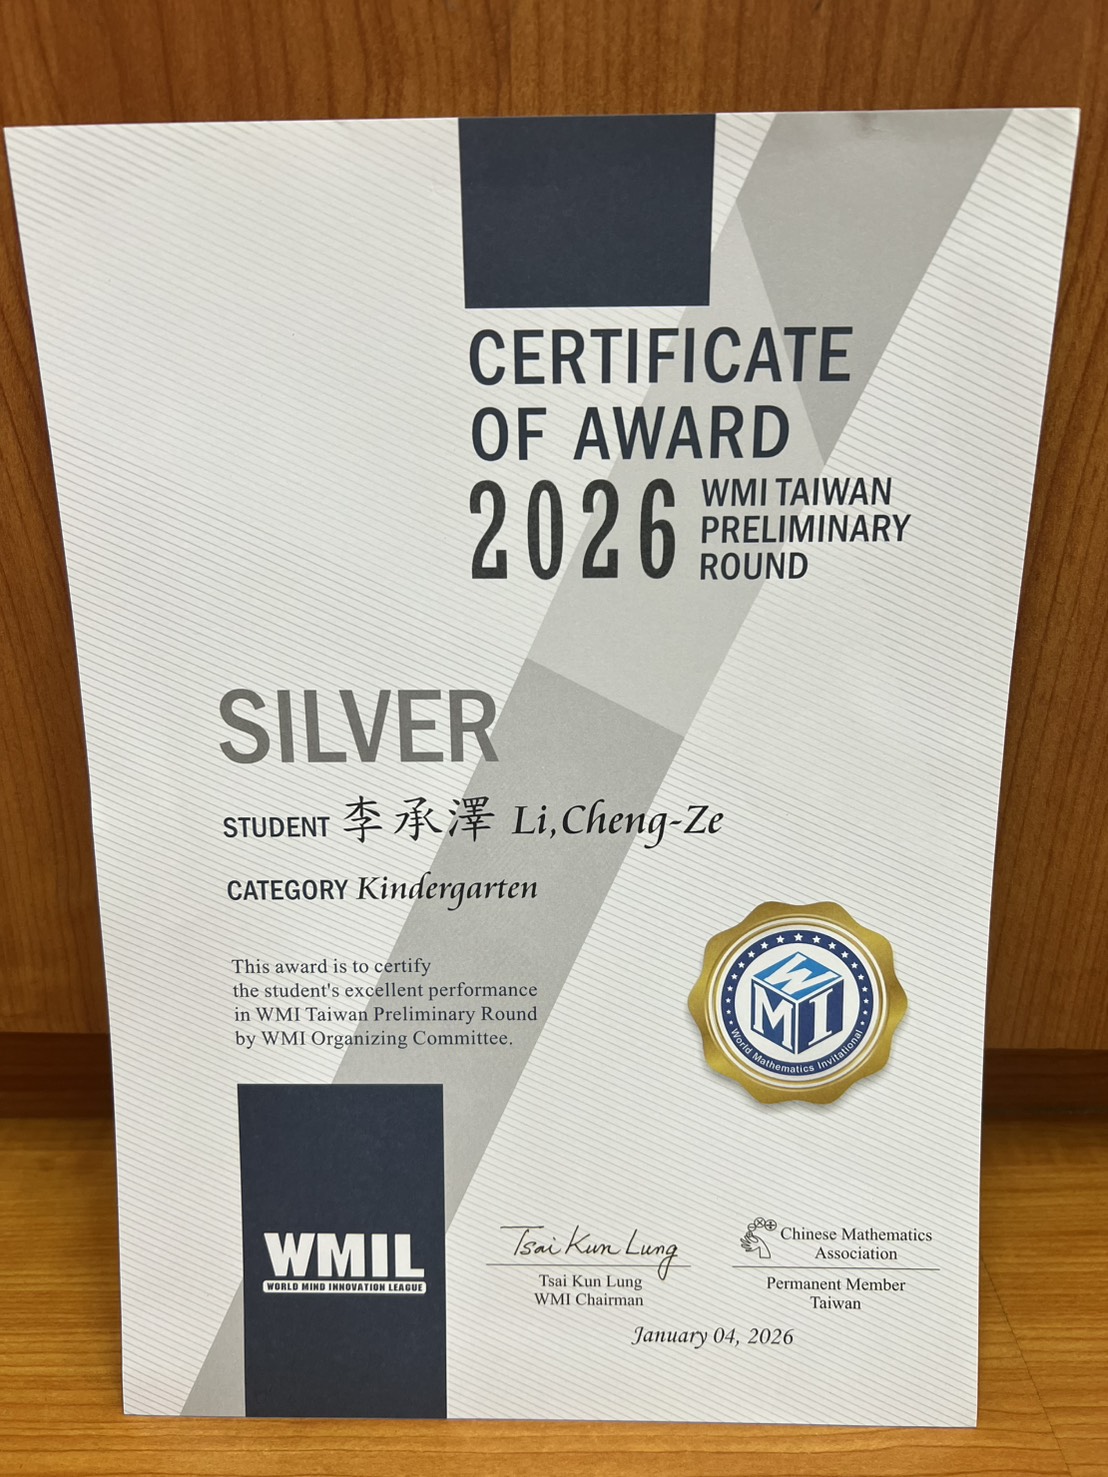 CERTIFICATE
OF AWARD
2026 WMI TAIWAN
PRELIMINARY
ROUND
SILVER
STUDENT 李承澤 Li,Cheng-Ze
CATEGORY Kindergarten
This award is to certify
the student's excellent performance
in WMI Taiwan Preliminary Round
by WMI Organizing Committee.
WMI
World Mathematics Invitational
WMIL
WORLD MIND INNOVATION LEAGUE
Tsai Kun Lung
Tsai Kun Lung
WMI Chairman
Chinese Mathematics
Association
Permanent Member
Taiwan
January 04, 2026